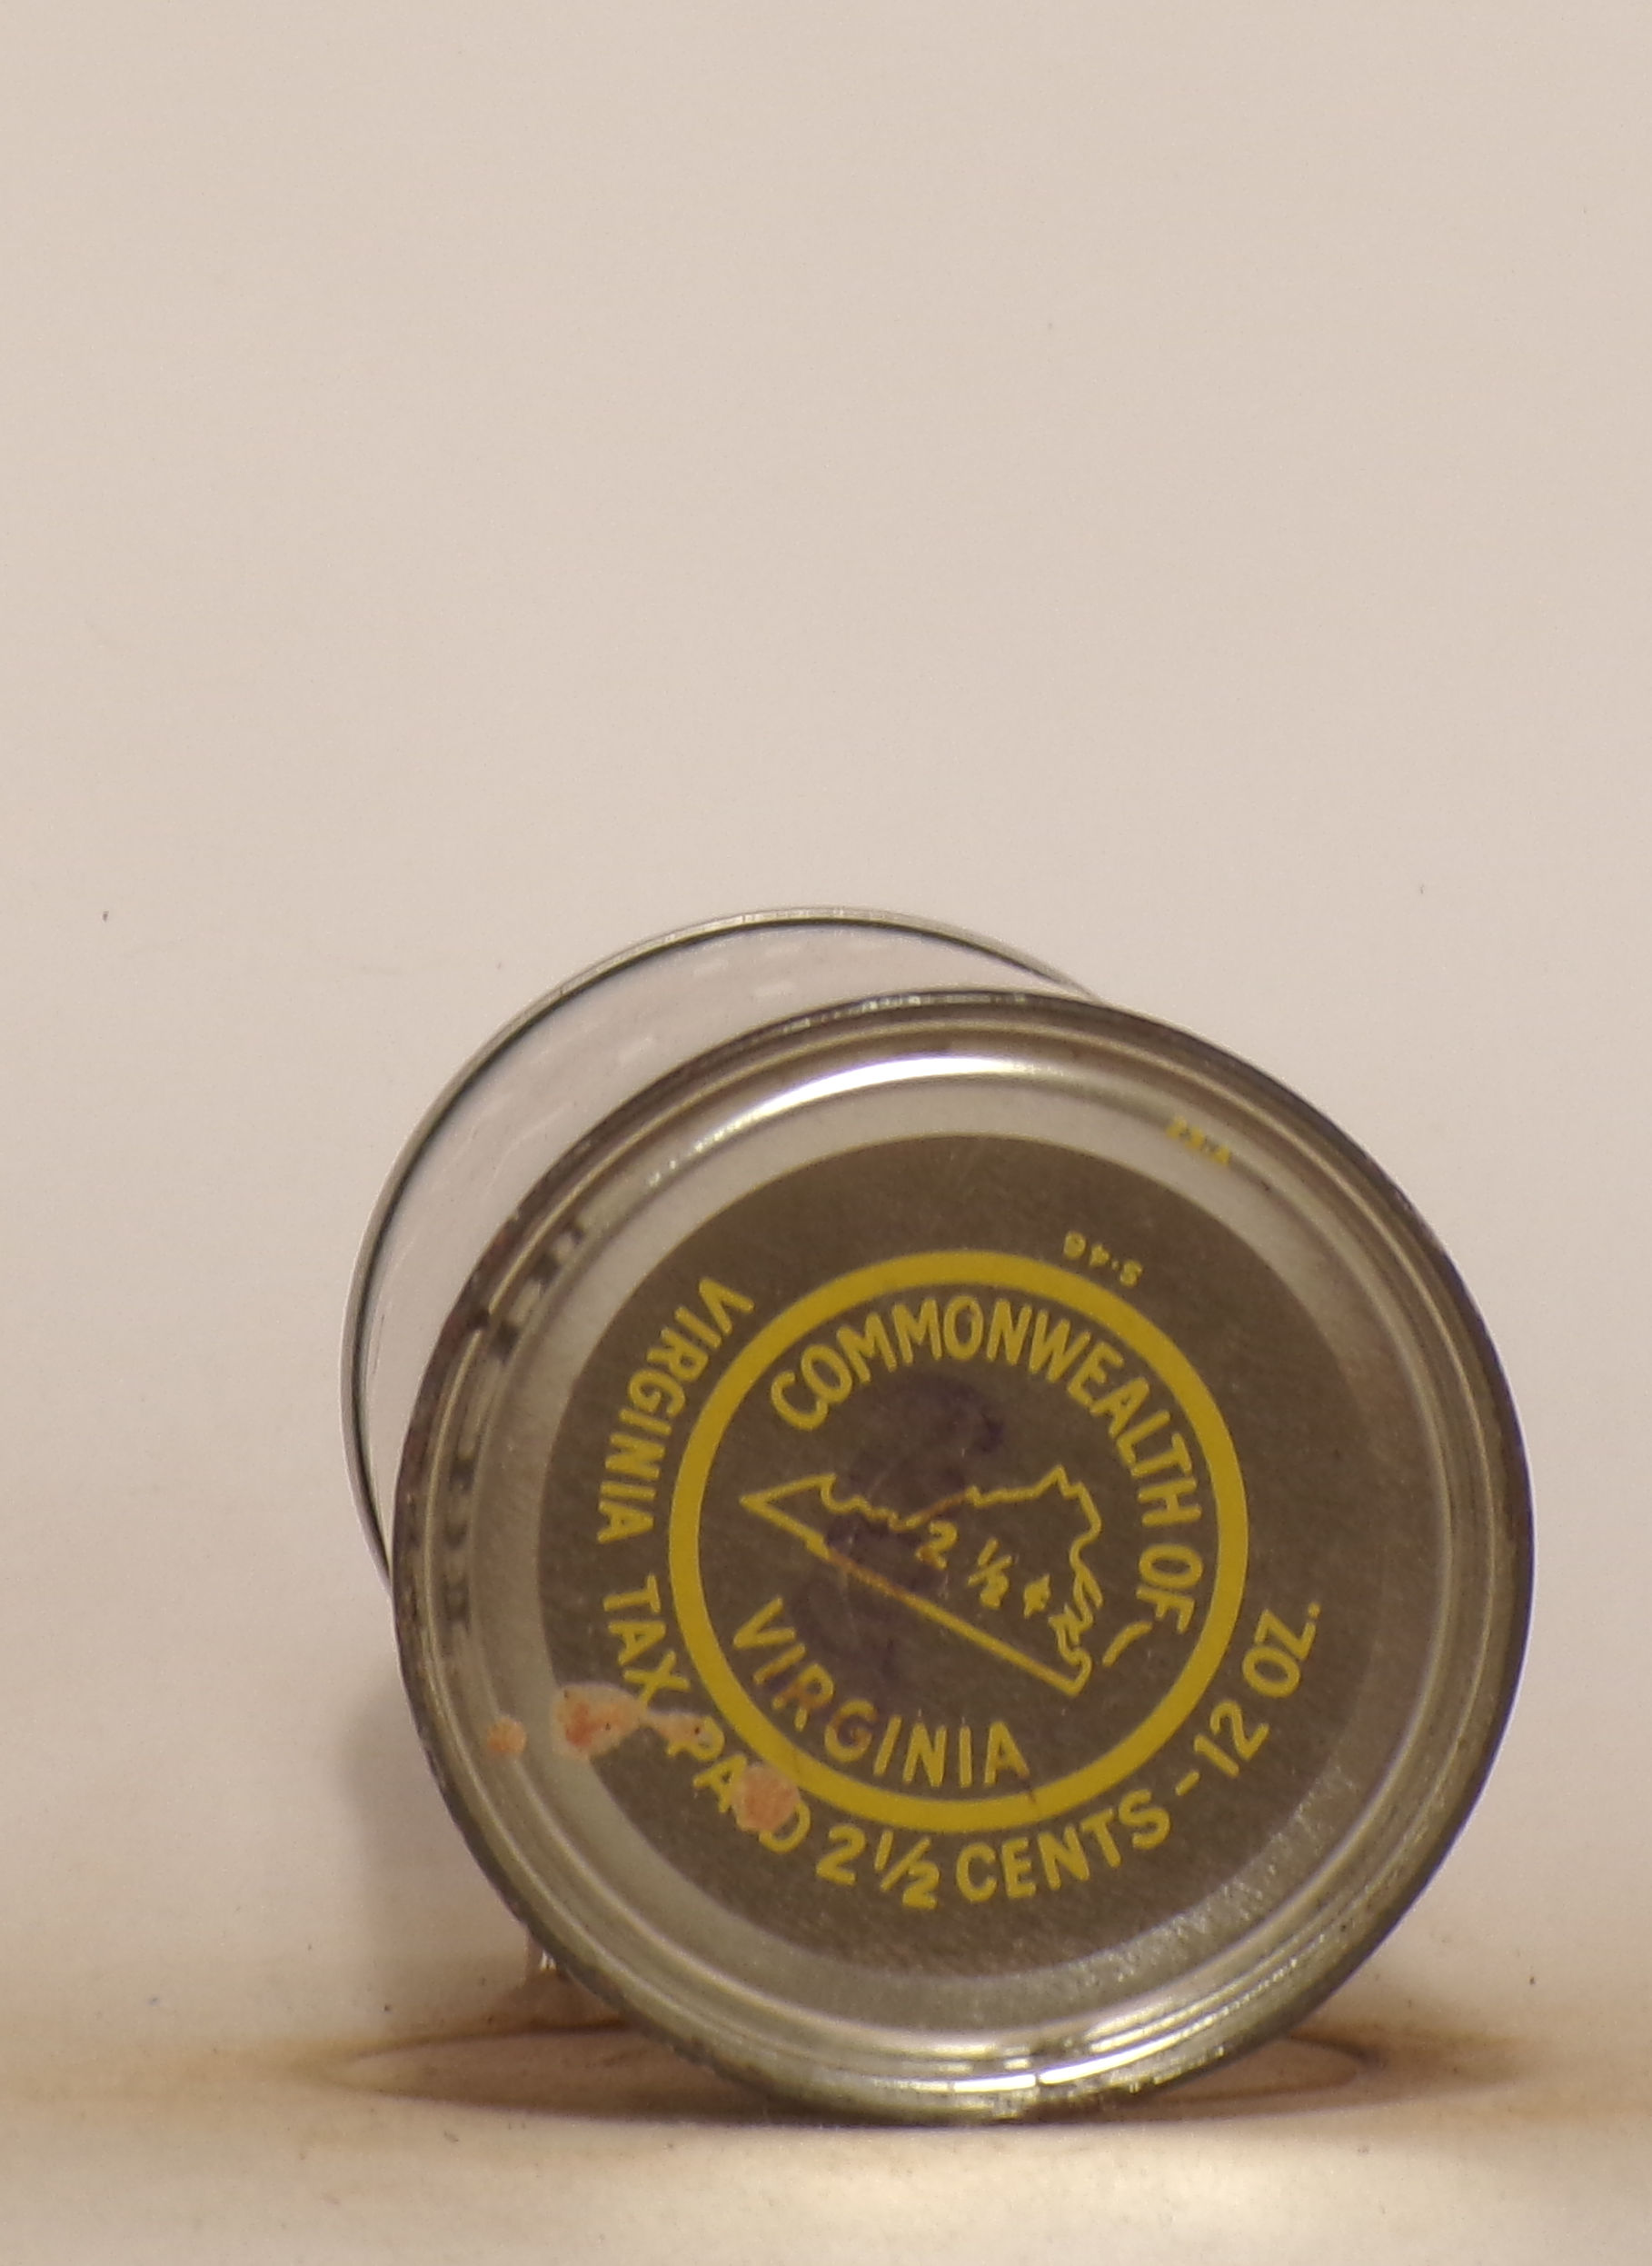 COMMONWEALTH OF
VIRGINIA
2 ½ ¢
VIRGINIA TAX PAID 2½ CENTS - 12 OZ.
S-46